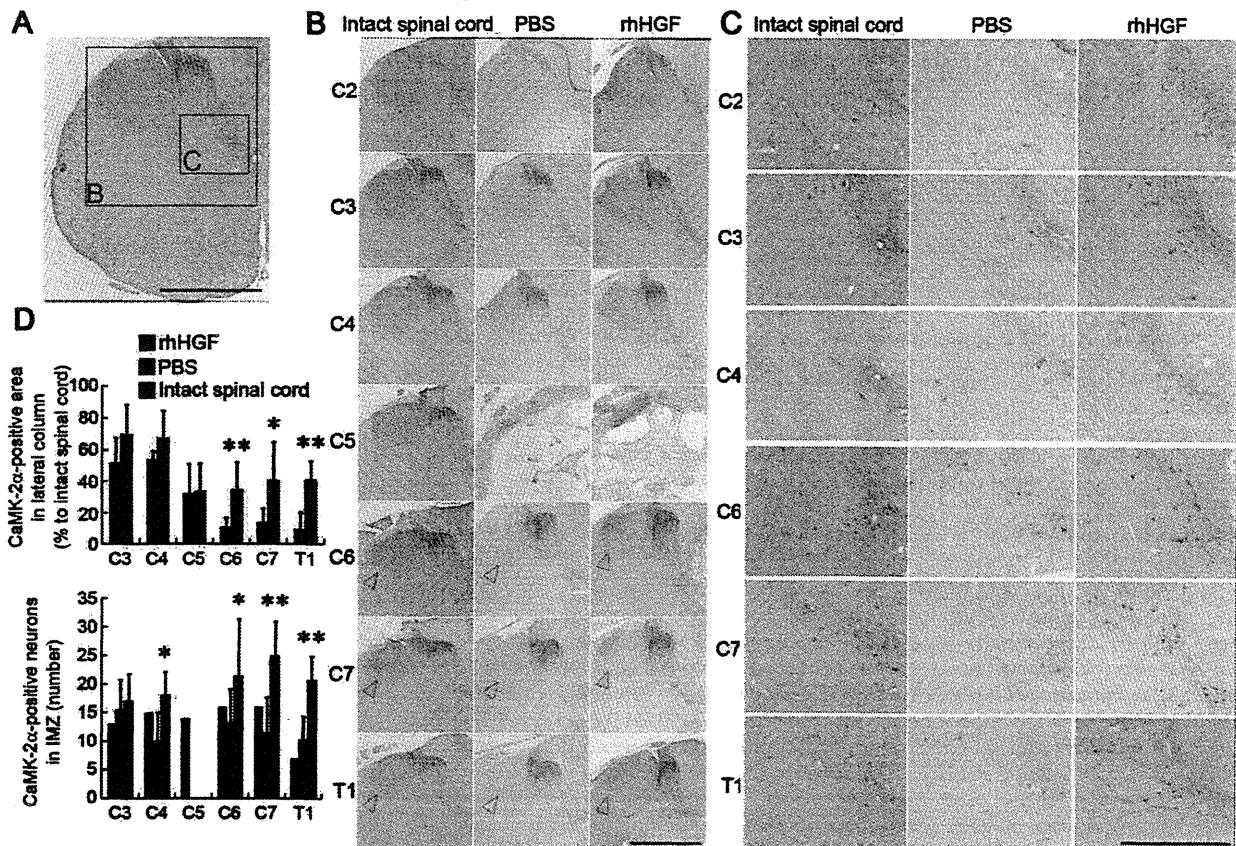 A
B
C
B
Intact spinal cord PBS rhHGF
C2
C3
C4
C5
C6
C7
T1
C
Intact spinal cord PBS rhHGF
C2
C3
C4
C6
C7
T1
D
rhHGF
PBS
Intact spinal cord
CaMK-2α-positive area
in lateral column
(% to intact spinal cord)
100
80
60
40
20
0
** * **
C3 C4 C5 C6 C7 T1
CaMK-2α-positive neurons
in IMZ (number)
35
30
25
20
15
10
5
0
* * ** **
C3 C4 C5 C6 C7 T1